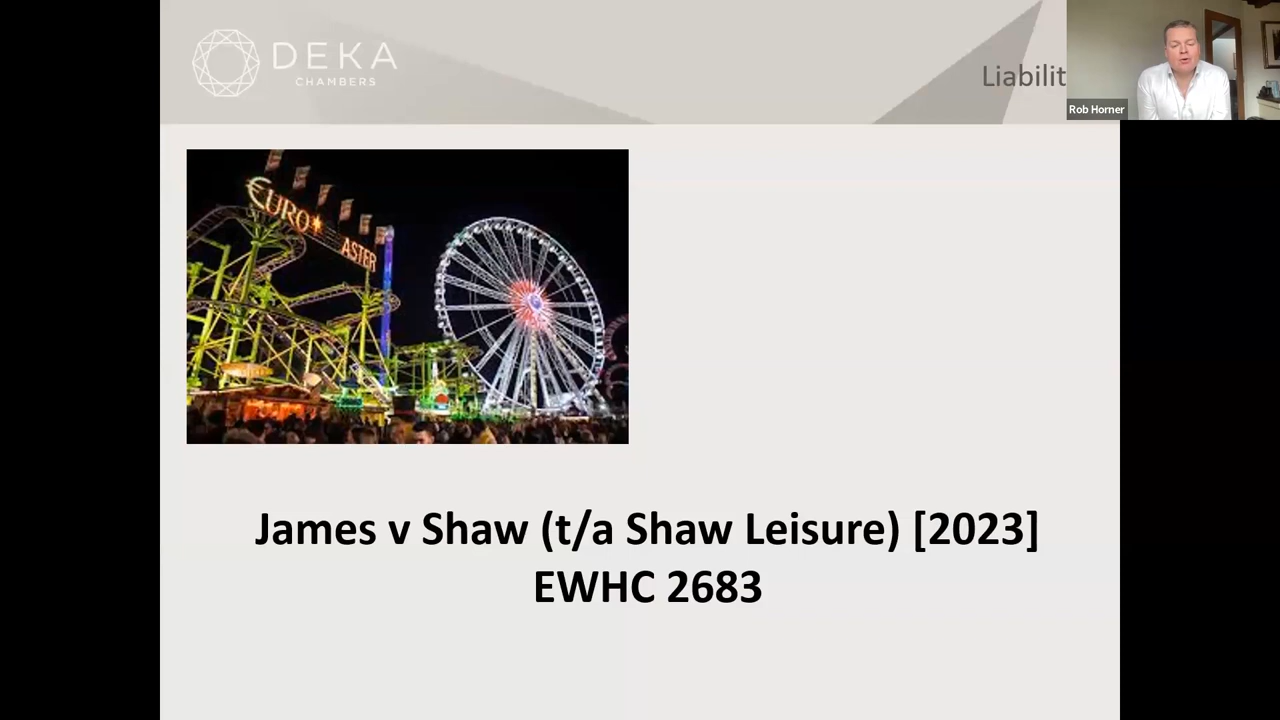 DEKA
CHAMBERS
Liabilit
Rob Horner
EURO
ASTER
James v Shaw (t/a Shaw Leisure) [2023]
EWHC 2683